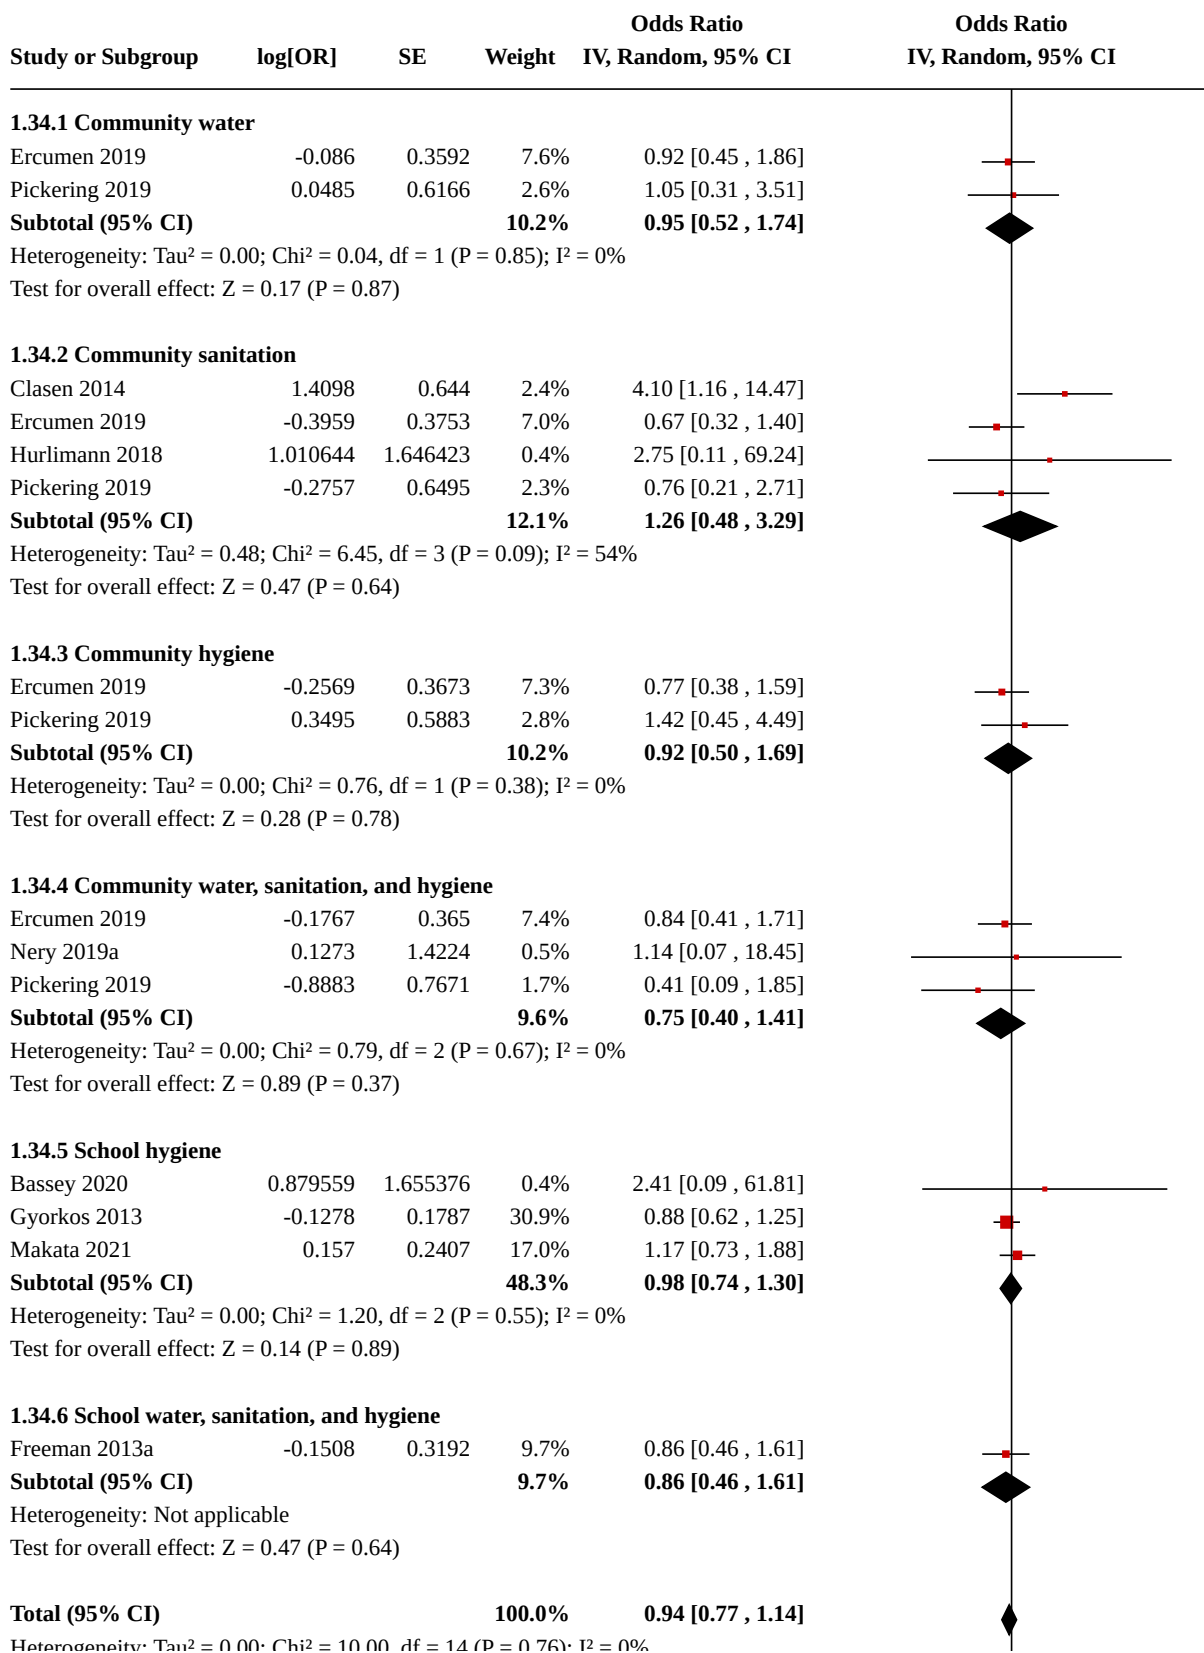 Odds Ratio Odds Ratio
Study or Subgroup log[OR] SE Weight IV, Random, 95% CI IV, Random, 95% CI
1.34.1 Community water
Ercumen 2019 -0.086 0.3592 7.6% 0.92 [0.45 , 1.86]
Pickering 2019 0.0485 0.6166 2.6% 1.05 [0.31 , 3.51]
Subtotal (95% CI) 10.2% 0.95 [0.52 , 1.74]
Heterogeneity: Tau² = 0.00; Chi² = 0.04, df = 1 (P = 0.85); I² = 0%
Test for overall effect: Z = 0.17 (P = 0.87)
1.34.2 Community sanitation
Clasen 2014 1.4098 0.644 2.4% 4.10 [1.16 , 14.47]
Ercumen 2019 -0.3959 0.3753 7.0% 0.67 [0.32 , 1.40]
Hurlimann 2018 1.010644 1.646423 0.4% 2.75 [0.11 , 69.24]
Pickering 2019 -0.2757 0.6495 2.3% 0.76 [0.21 , 2.71]
Subtotal (95% CI) 12.1% 1.26 [0.48 , 3.29]
Heterogeneity: Tau² = 0.48; Chi² = 6.45, df = 3 (P = 0.09); I² = 54%
Test for overall effect: Z = 0.47 (P = 0.64)
1.34.3 Community hygiene
Ercumen 2019 -0.2569 0.3673 7.3% 0.77 [0.38 , 1.59]
Pickering 2019 0.3495 0.5883 2.8% 1.42 [0.45 , 4.49]
Subtotal (95% CI) 10.2% 0.92 [0.50 , 1.69]
Heterogeneity: Tau² = 0.00; Chi² = 0.76, df = 1 (P = 0.38); I² = 0%
Test for overall effect: Z = 0.28 (P = 0.78)
1.34.4 Community water, sanitation, and hygiene
Ercumen 2019 -0.1767 0.365 7.4% 0.84 [0.41 , 1.71]
Nery 2019a 0.1273 1.4224 0.5% 1.14 [0.07 , 18.45]
Pickering 2019 -0.8883 0.7671 1.7% 0.41 [0.09 , 1.85]
Subtotal (95% CI) 9.6% 0.75 [0.40 , 1.41]
Heterogeneity: Tau² = 0.00; Chi² = 0.79, df = 2 (P = 0.67); I² = 0%
Test for overall effect: Z = 0.89 (P = 0.37)
1.34.5 School hygiene
Bassey 2020 0.879559 1.655376 0.4% 2.41 [0.09 , 61.81]
Gyorkos 2013 -0.1278 0.1787 30.9% 0.88 [0.62 , 1.25]
Makata 2021 0.157 0.2407 17.0% 1.17 [0.73 , 1.88]
Subtotal (95% CI) 48.3% 0.98 [0.74 , 1.30]
Heterogeneity: Tau² = 0.00; Chi² = 1.20, df = 2 (P = 0.55); I² = 0%
Test for overall effect: Z = 0.14 (P = 0.89)
1.34.6 School water, sanitation, and hygiene
Freeman 2013a -0.1508 0.3192 9.7% 0.86 [0.46 , 1.61]
Subtotal (95% CI) 9.7% 0.86 [0.46 , 1.61]
Heterogeneity: Not applicable
Test for overall effect: Z = 0.47 (P = 0.64)
Total (95% CI) 100.0% 0.94 [0.77 , 1.14]
Heterogeneity: Tau² = 0.00; Chi² = 10.00, df = 14 (P = 0.76); I² = 0%